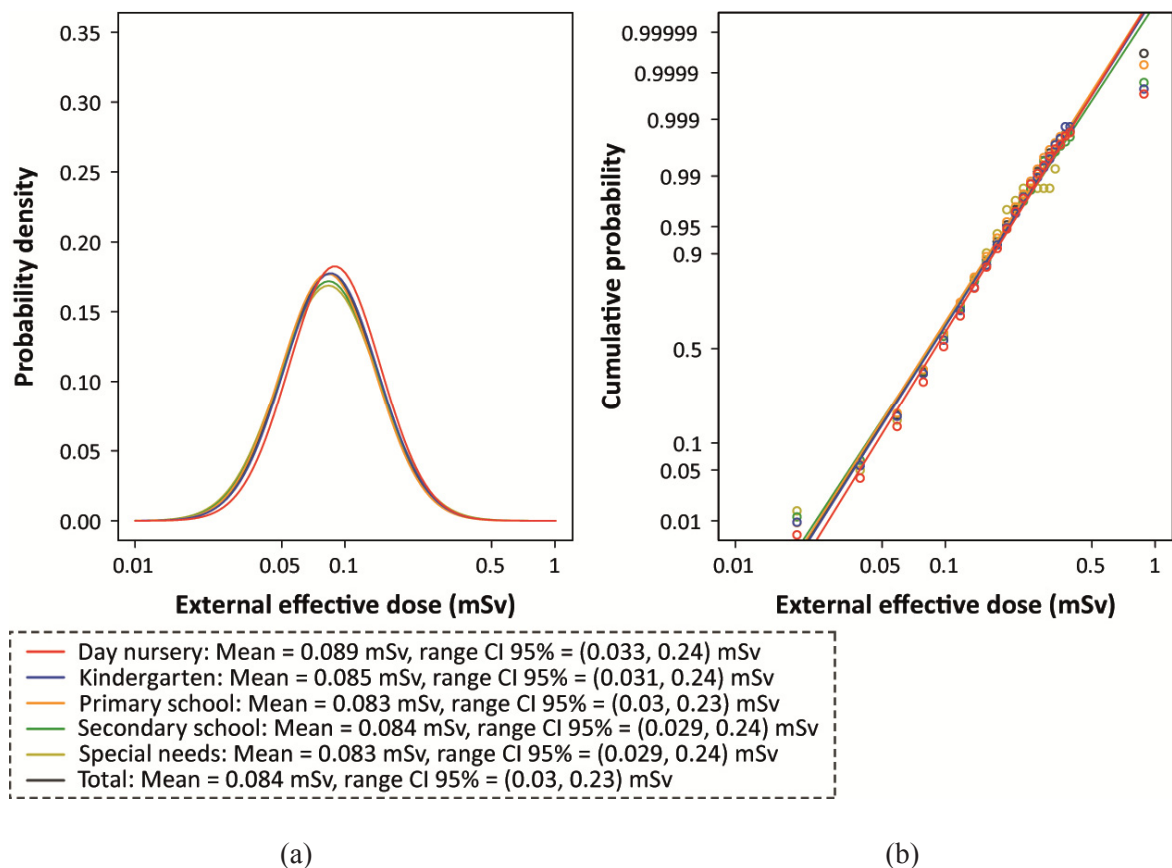 0.35
0.30
0.25
0.20
0.15
0.10
0.05
0.00
Probability density
0.01
0.05
0.1
0.5
1
External effective dose (mSv)
0.99999
0.9999
0.999
0.99
0.95
0.9
0.5
0.1
0.05
0.01
Cumulative probability
0.01
0.05
0.1
0.5
1
External effective dose (mSv)
Day nursery: Mean = 0.089 mSv, range CI 95% = (0.033, 0.24) mSv
Kindergarten: Mean = 0.085 mSv, range CI 95% = (0.031, 0.24) mSv
Primary school: Mean = 0.083 mSv, range CI 95% = (0.03, 0.23) mSv
Secondary school: Mean = 0.084 mSv, range CI 95% = (0.029, 0.24) mSv
Special needs: Mean = 0.083 mSv, range CI 95% = (0.029, 0.24) mSv
Total: Mean = 0.084 mSv, range CI 95% = (0.03, 0.23) mSv
(a)
(b)